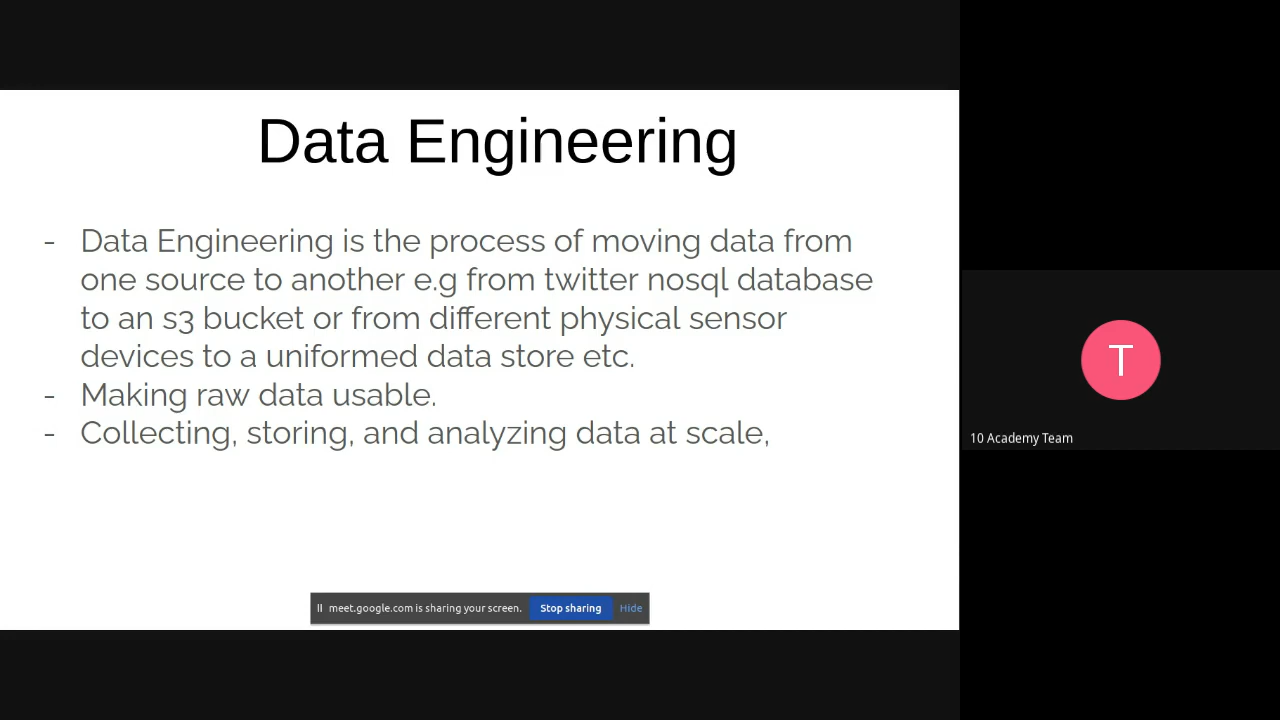 Data Engineering
- Data Engineering is the process of moving data from
one source to another e.g from twitter nosql database
to an s3 bucket or from different physical sensor
devices to a uniformed data store etc.
- Making raw data usable.
- Collecting, storing, and analyzing data at scale,
meet.google.com is sharing your screen. Stop sharing Hide
T
10 Academy Team